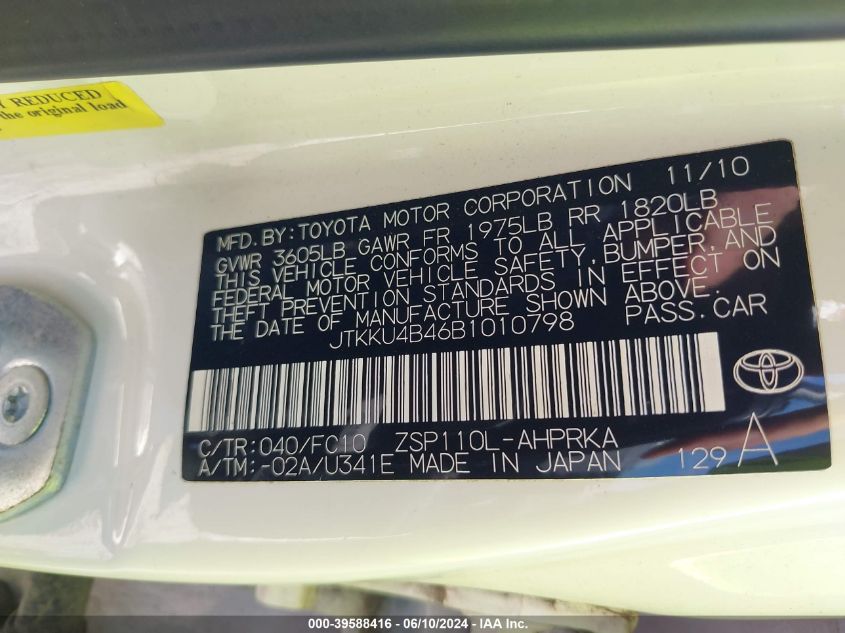 REDUCED
the original load
MFD. BY: TOYOTA MOTOR CORPORATION 11/10
GVWR 3605LB GAWR FR 1975LB RR 1820LB
THIS VEHICLE CONFORMS TO ALL APPLICABLE
FEDERAL MOTOR VEHICLE SAFETY, BUMPER, AND
THEFT PREVENTION STANDARDS IN EFFECT ON
THE DATE OF MANUFACTURE SHOWN ABOVE.
JTKKU4B46B1010798 PASS. CAR
C/TR: 040/FC10 ZSP110L-AHPRKA
A/TM: -02A/U341E MADE IN JAPAN 129 A
000-39588416 / 06/10/2024 - IAA Inc.